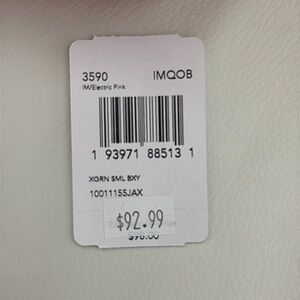 3590 IMQOB
IM/Electric Pink
1 93971 88513 1
XGRN SML BXY
10011155JAX
$92.99